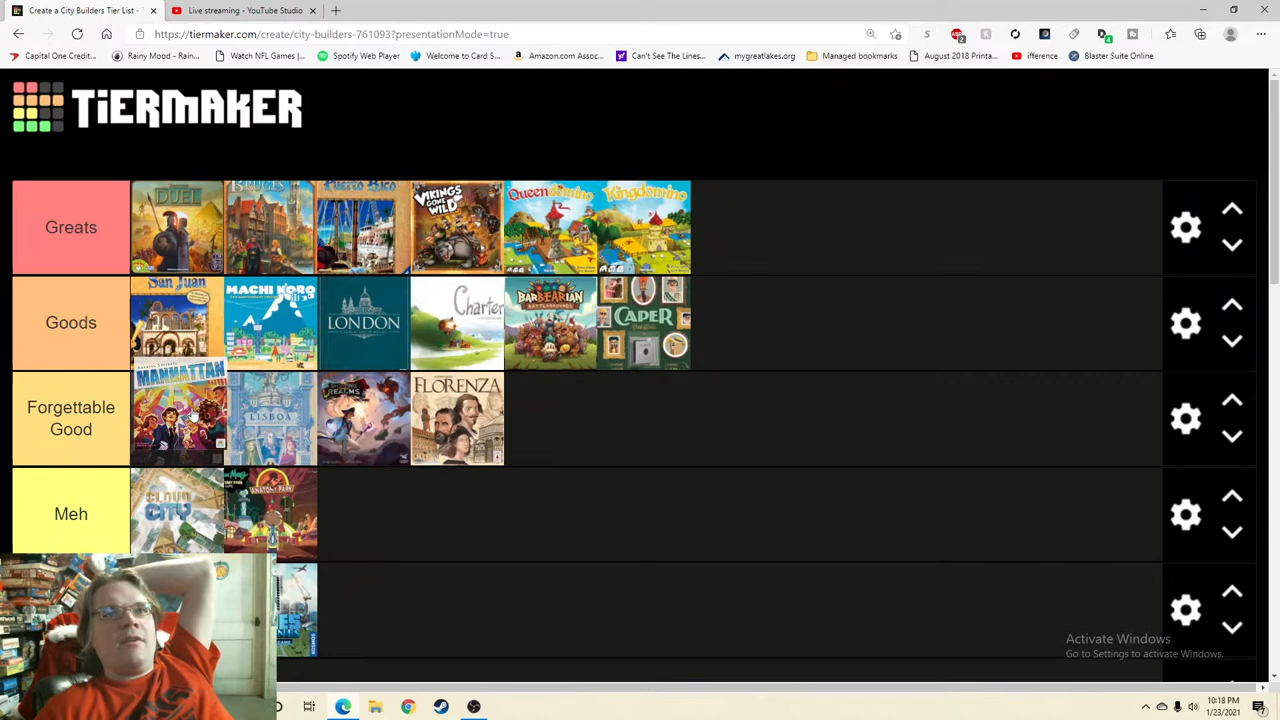 Create a City Builders Tier List -
Live streaming - YouTube Studio
https://tiermaker.com/create/city-builders-761093?presentationMode=true
Capital One Credit...
Rainy Mood - Rain...
Watch NFL Games |...
Spotify Web Player
Welcome to Card S...
Amazon.com Assoc...
Can't See The Lines...
mygreatlakes.org
Managed bookmarks
August 2018 Printa...
ifference
Blaster Suite Online
TIERMAKER
Greats
DUEL
BRUGES
PUERTO RICO
VIKINGS GONE WILD
Queendomino
Kingdomino
Goods
SAN JUAN
MACHI KORO
LONDON
Charter
BARBEARIAN
BATTLEGROUNDS
CAPER
Forgettable
Good
MANHATTAN
LISBOA
REALMS
FLORENZA
Meh
CLOUD
CITY
ANATOMY PARK
Activate Windows
Go to Settings to activate Windows.
10:18 PM
1/23/2021